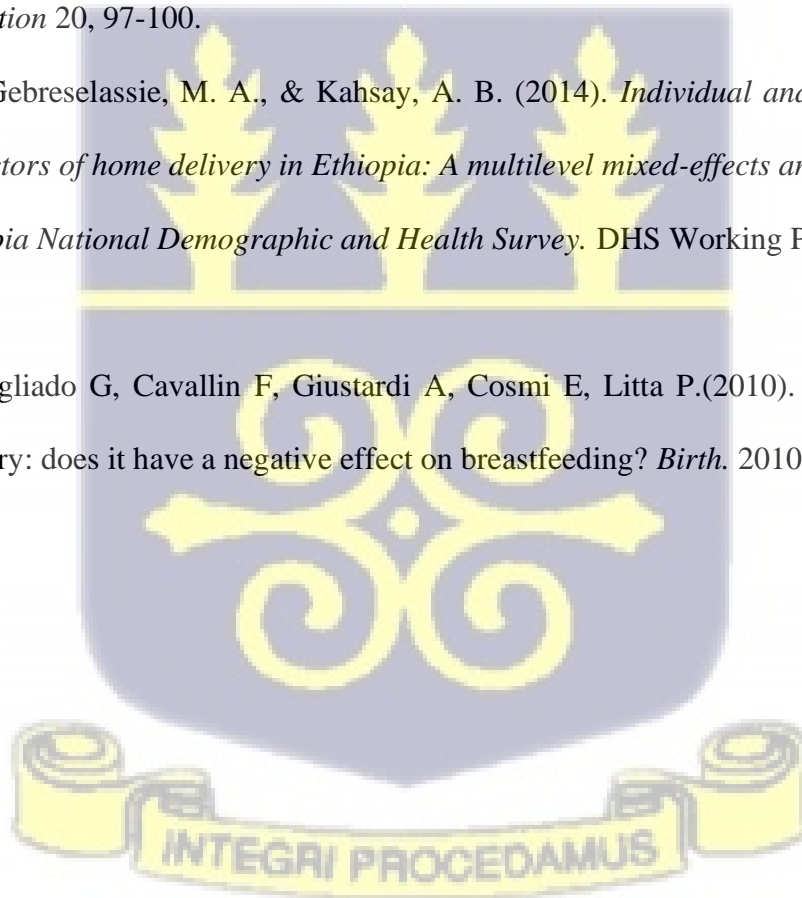 tion 20, 97-100.
Gebreselassie, M. A., & Kahsay, A. B. (2014). Individual and
ctors of home delivery in Ethiopia: A multilevel mixed-effects an
pia National Demographic and Health Survey. DHS Working P
gliado G, Cavallin F, Giustardi A, Cosmi E, Litta P.(2010).
ry: does it have a negative effect on breastfeeding? Birth. 2010
INTEGRI PROCEDAMUS